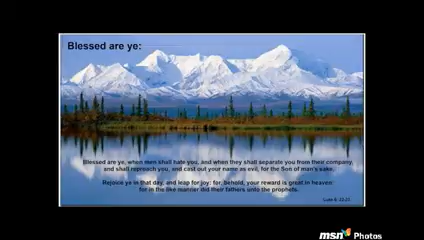 Blessed are ye:
Blessed are ye, when men shall hate you, and when they shall separate you from their company,
and shall reproach you, and cast out your name as evil, for the Son of man's sake.
Rejoice ye in that day, and leap for joy: for, behold, your reward is great in heaven:
for in the like manner did their fathers unto the prophets.
Luke 6: 22,23
msn Photos